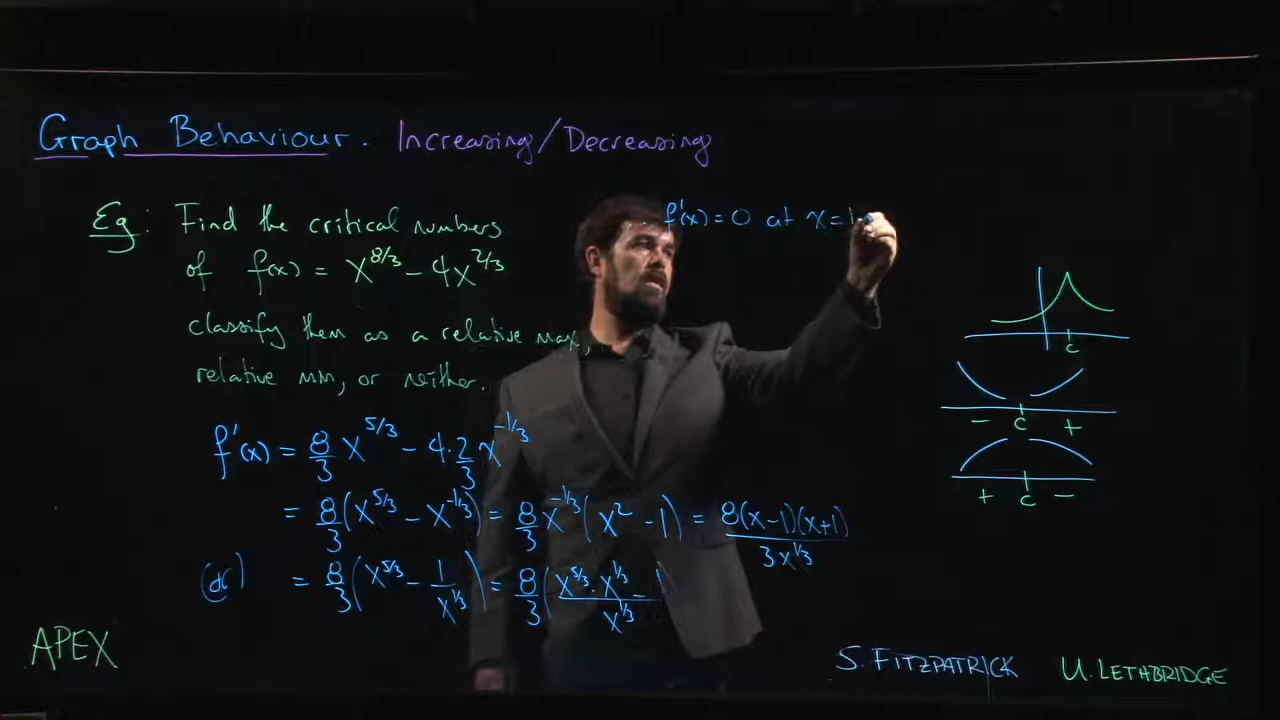 Graph Behaviour. Increasing/Decreasing
Eg: Find the critical numbers
of f(x) = x^{8/3} - 4x^{2/3}
classify them as a relative max,
relative min, or neither.
f'(x) = 8/3 x^{5/3} - 4·2/3 x^{-1/3}
= 8/3(x^{5/3} - x^{-1/3}) = 8/3 x^{-1/3}(x^2 - 1) = 8(x-1)(x+1)/3x^{1/3}
(or) = 8/3(x^{5/3} - 1/x^{1/3}) = 8/3(x^{5/3}·x^{1/3} - 1/x^{1/3}
f'(x) = 0 at x = 1
c
- c +
+ c -
APEX
S. FITZPATRICK U. LETHBRIDGE